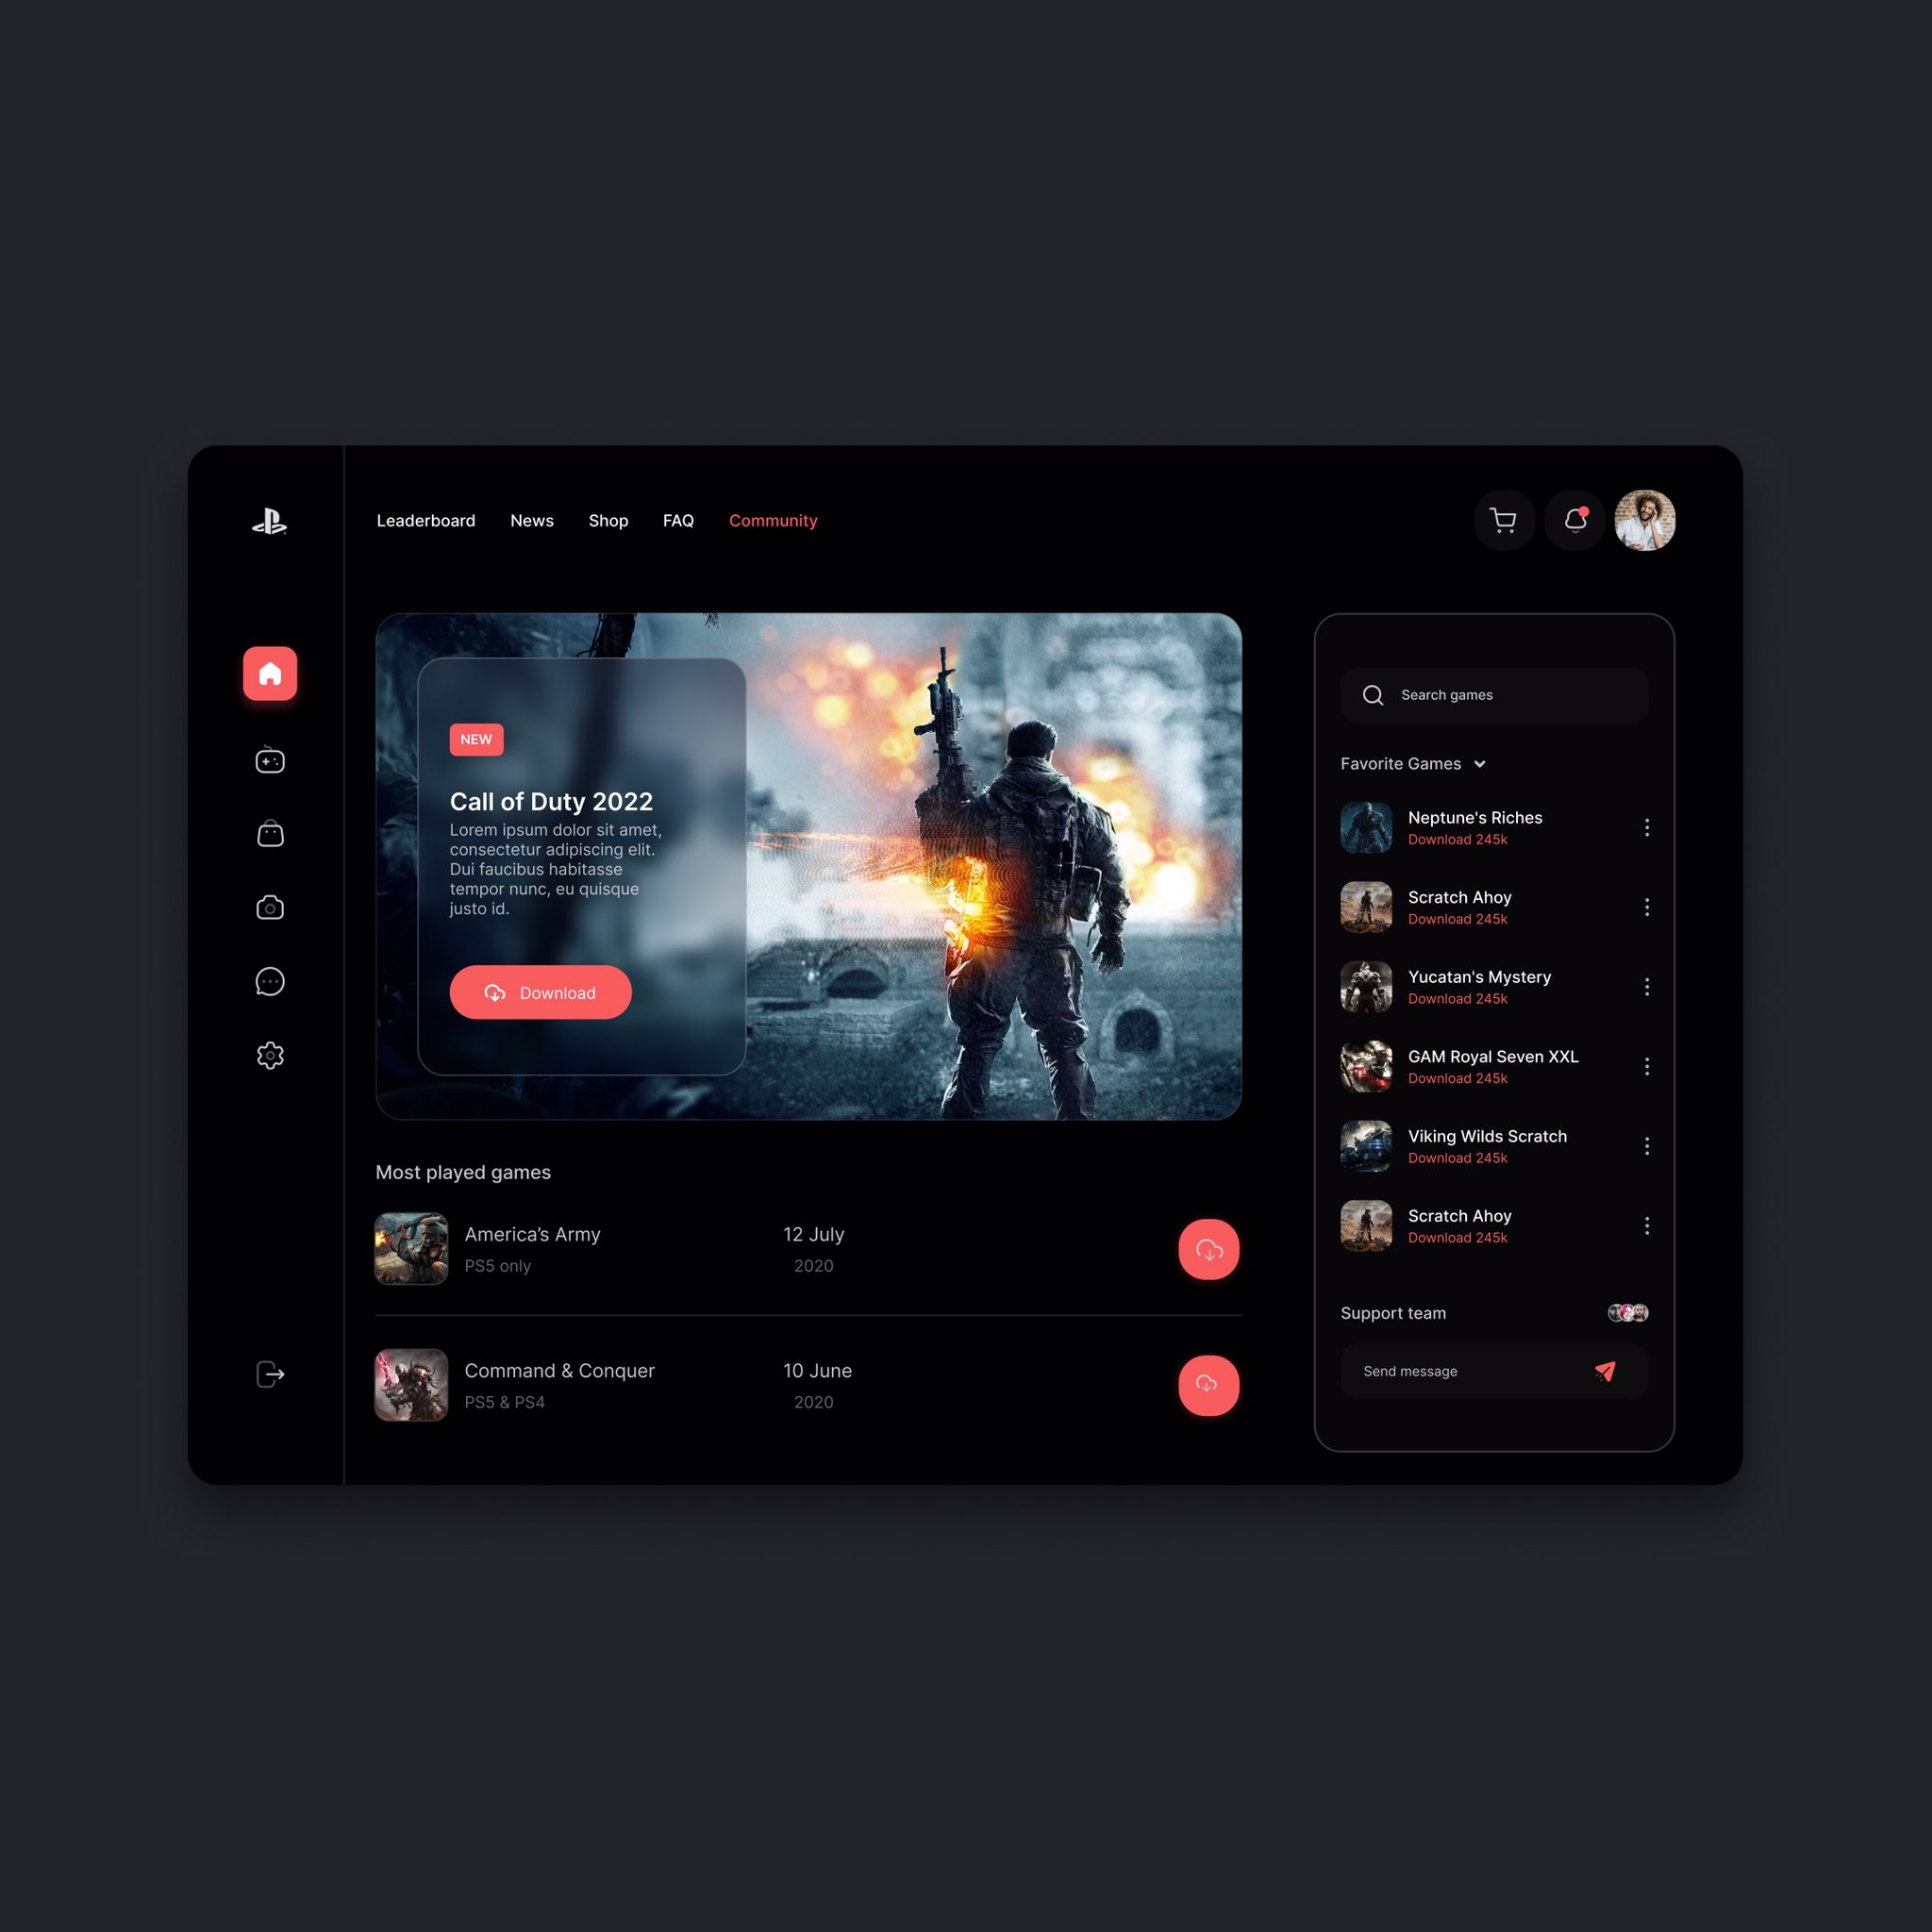 Leaderboard News Shop FAQ Community
NEW
Call of Duty 2022
Lorem ipsum dolor sit amet,
consectetur adipiscing elit.
Dui faucibus habitasse
tempor nunc, eu quisque
justo id.
Download
Most played games
America’s Army
PS5 only
12 July
2020
Command & Conquer
PS5 & PS4
10 June
2020
Search games
Favorite Games
Neptune's Riches
Download 245k
Scratch Ahoy
Download 245k
Yucatan's Mystery
Download 245k
GAM Royal Seven XXL
Download 245k
Viking Wilds Scratch
Download 245k
Scratch Ahoy
Download 245k
Support team
Send message